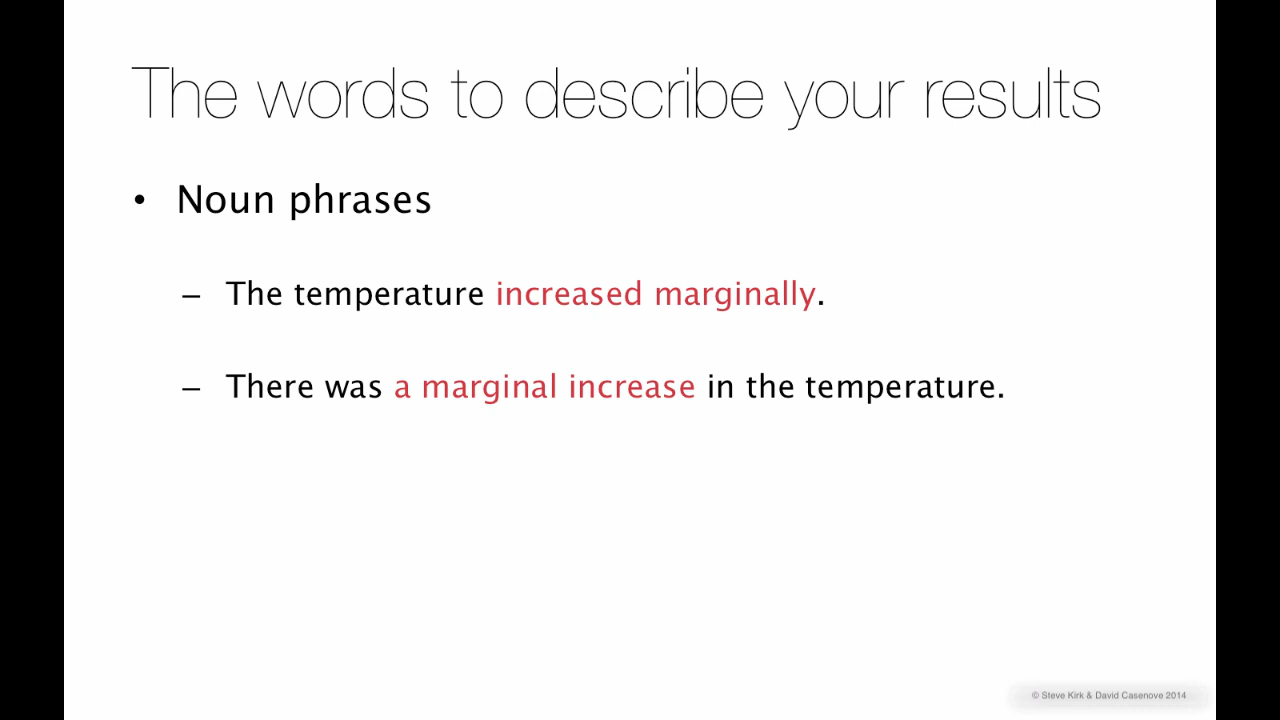 The words to describe your results
• Noun phrases
– The temperature increased marginally.
– There was a marginal increase in the temperature.
© Steve Kirk & David Casenove 2014